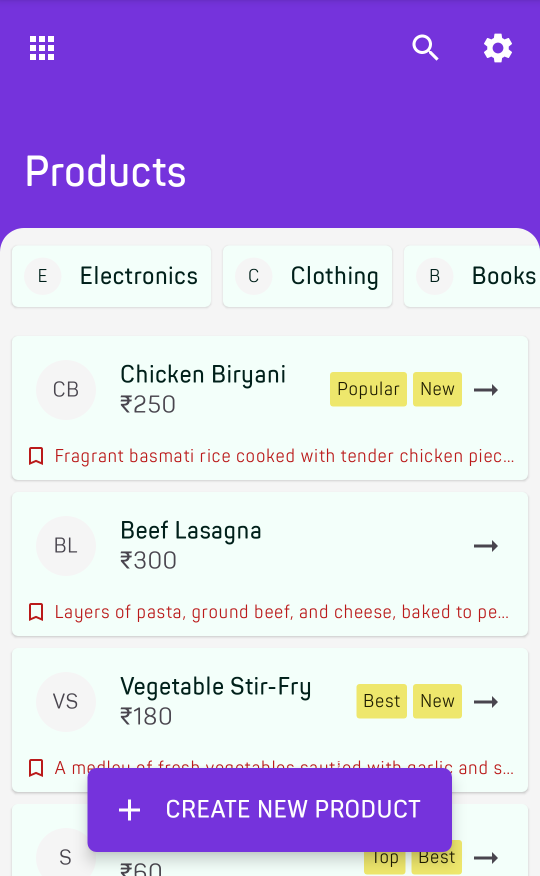 Products
E Electronics C Clothing B Books
CB Chicken Biryani
₹250
Popular New
Fragrant basmati rice cooked with tender chicken piec...
BL Beef Lasagna
₹300
Layers of pasta, ground beef, and cheese, baked to pe...
VS Vegetable Stir-Fry
₹180
Best New
A medley of fresh vegetables sautied with garlic and s...
CREATE NEW PRODUCT
S
₹60
Top Best